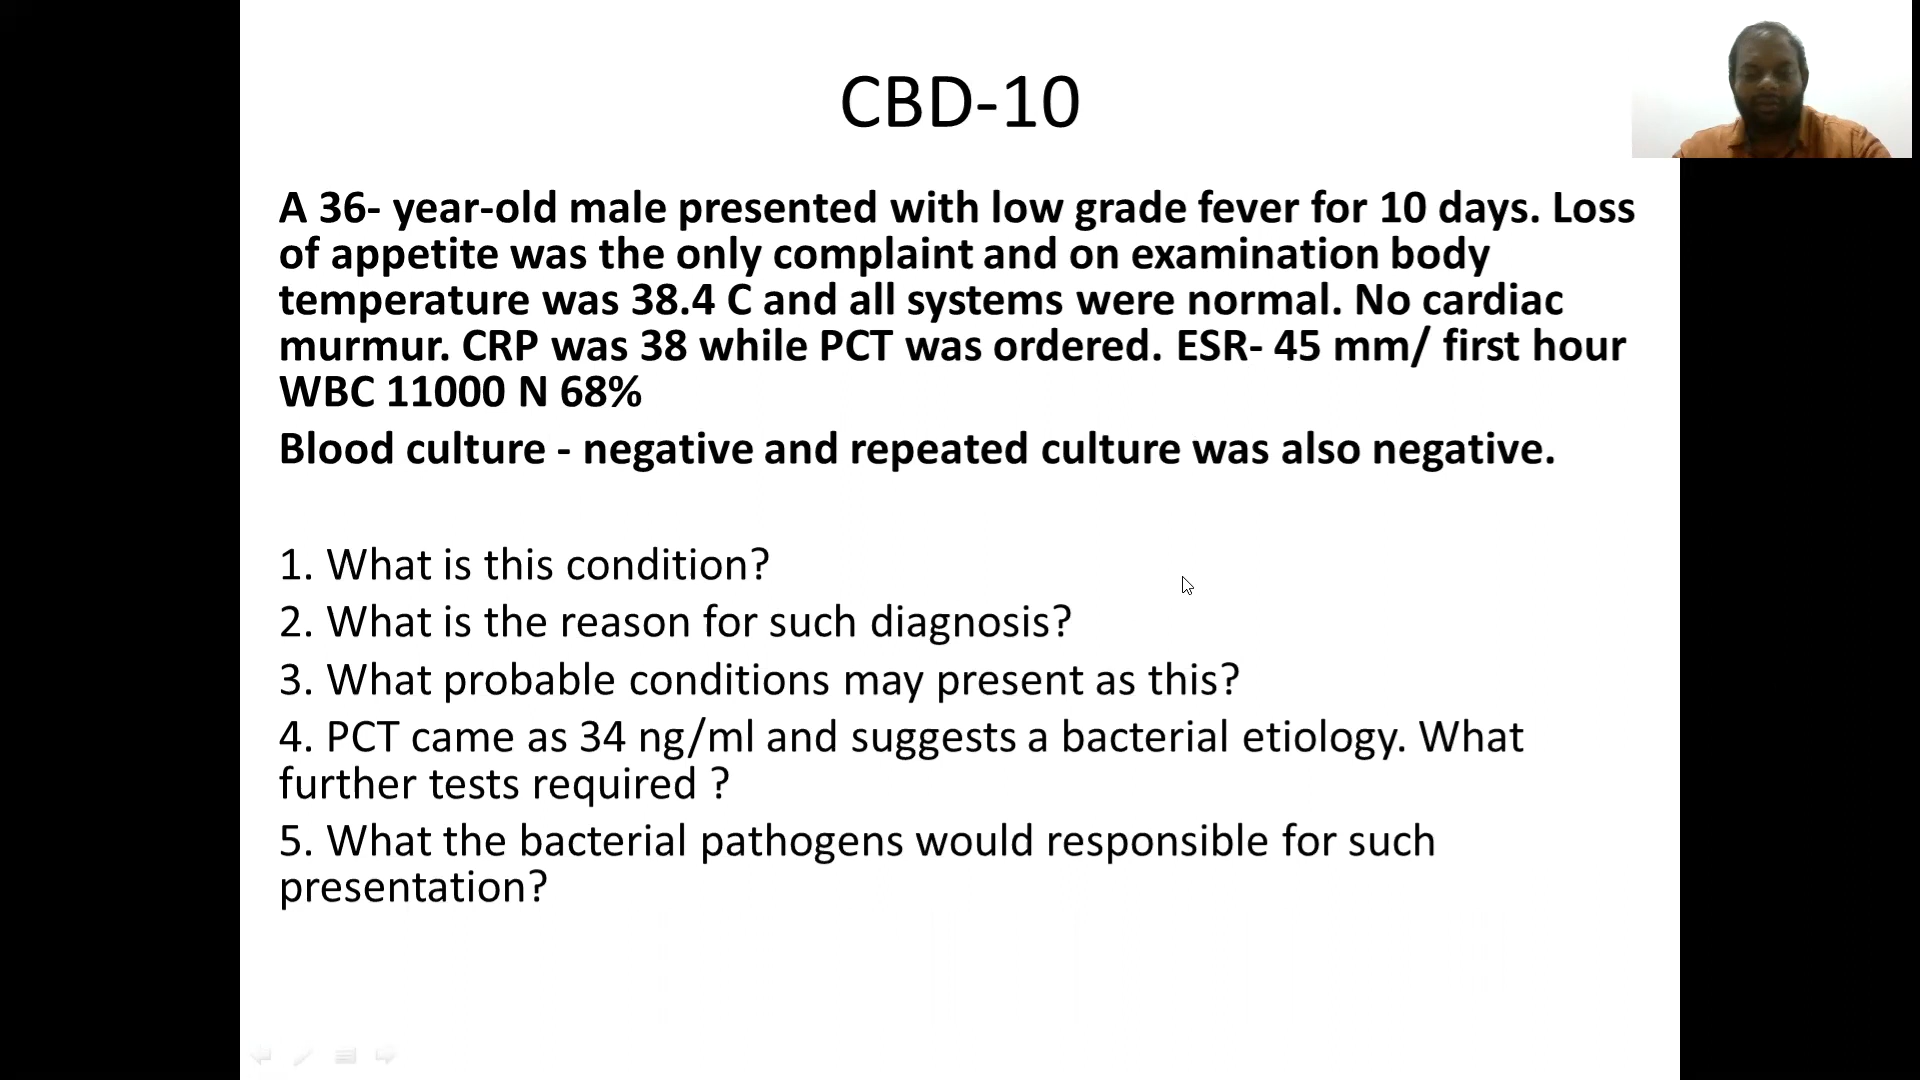 CBD-10
A 36- year-old male presented with low grade fever for 10 days. Loss
of appetite was the only complaint and on examination body
temperature was 38.4 C and all systems were normal. No cardiac
murmur. CRP was 38 while PCT was ordered. ESR- 45 mm/ first hour
WBC 11000 N 68%
Blood culture - negative and repeated culture was also negative.
1. What is this condition?
2. What is the reason for such diagnosis?
3. What probable conditions may present as this?
4. PCT came as 34 ng/ml and suggests a bacterial etiology. What
further tests required ?
5. What the bacterial pathogens would responsible for such
presentation?